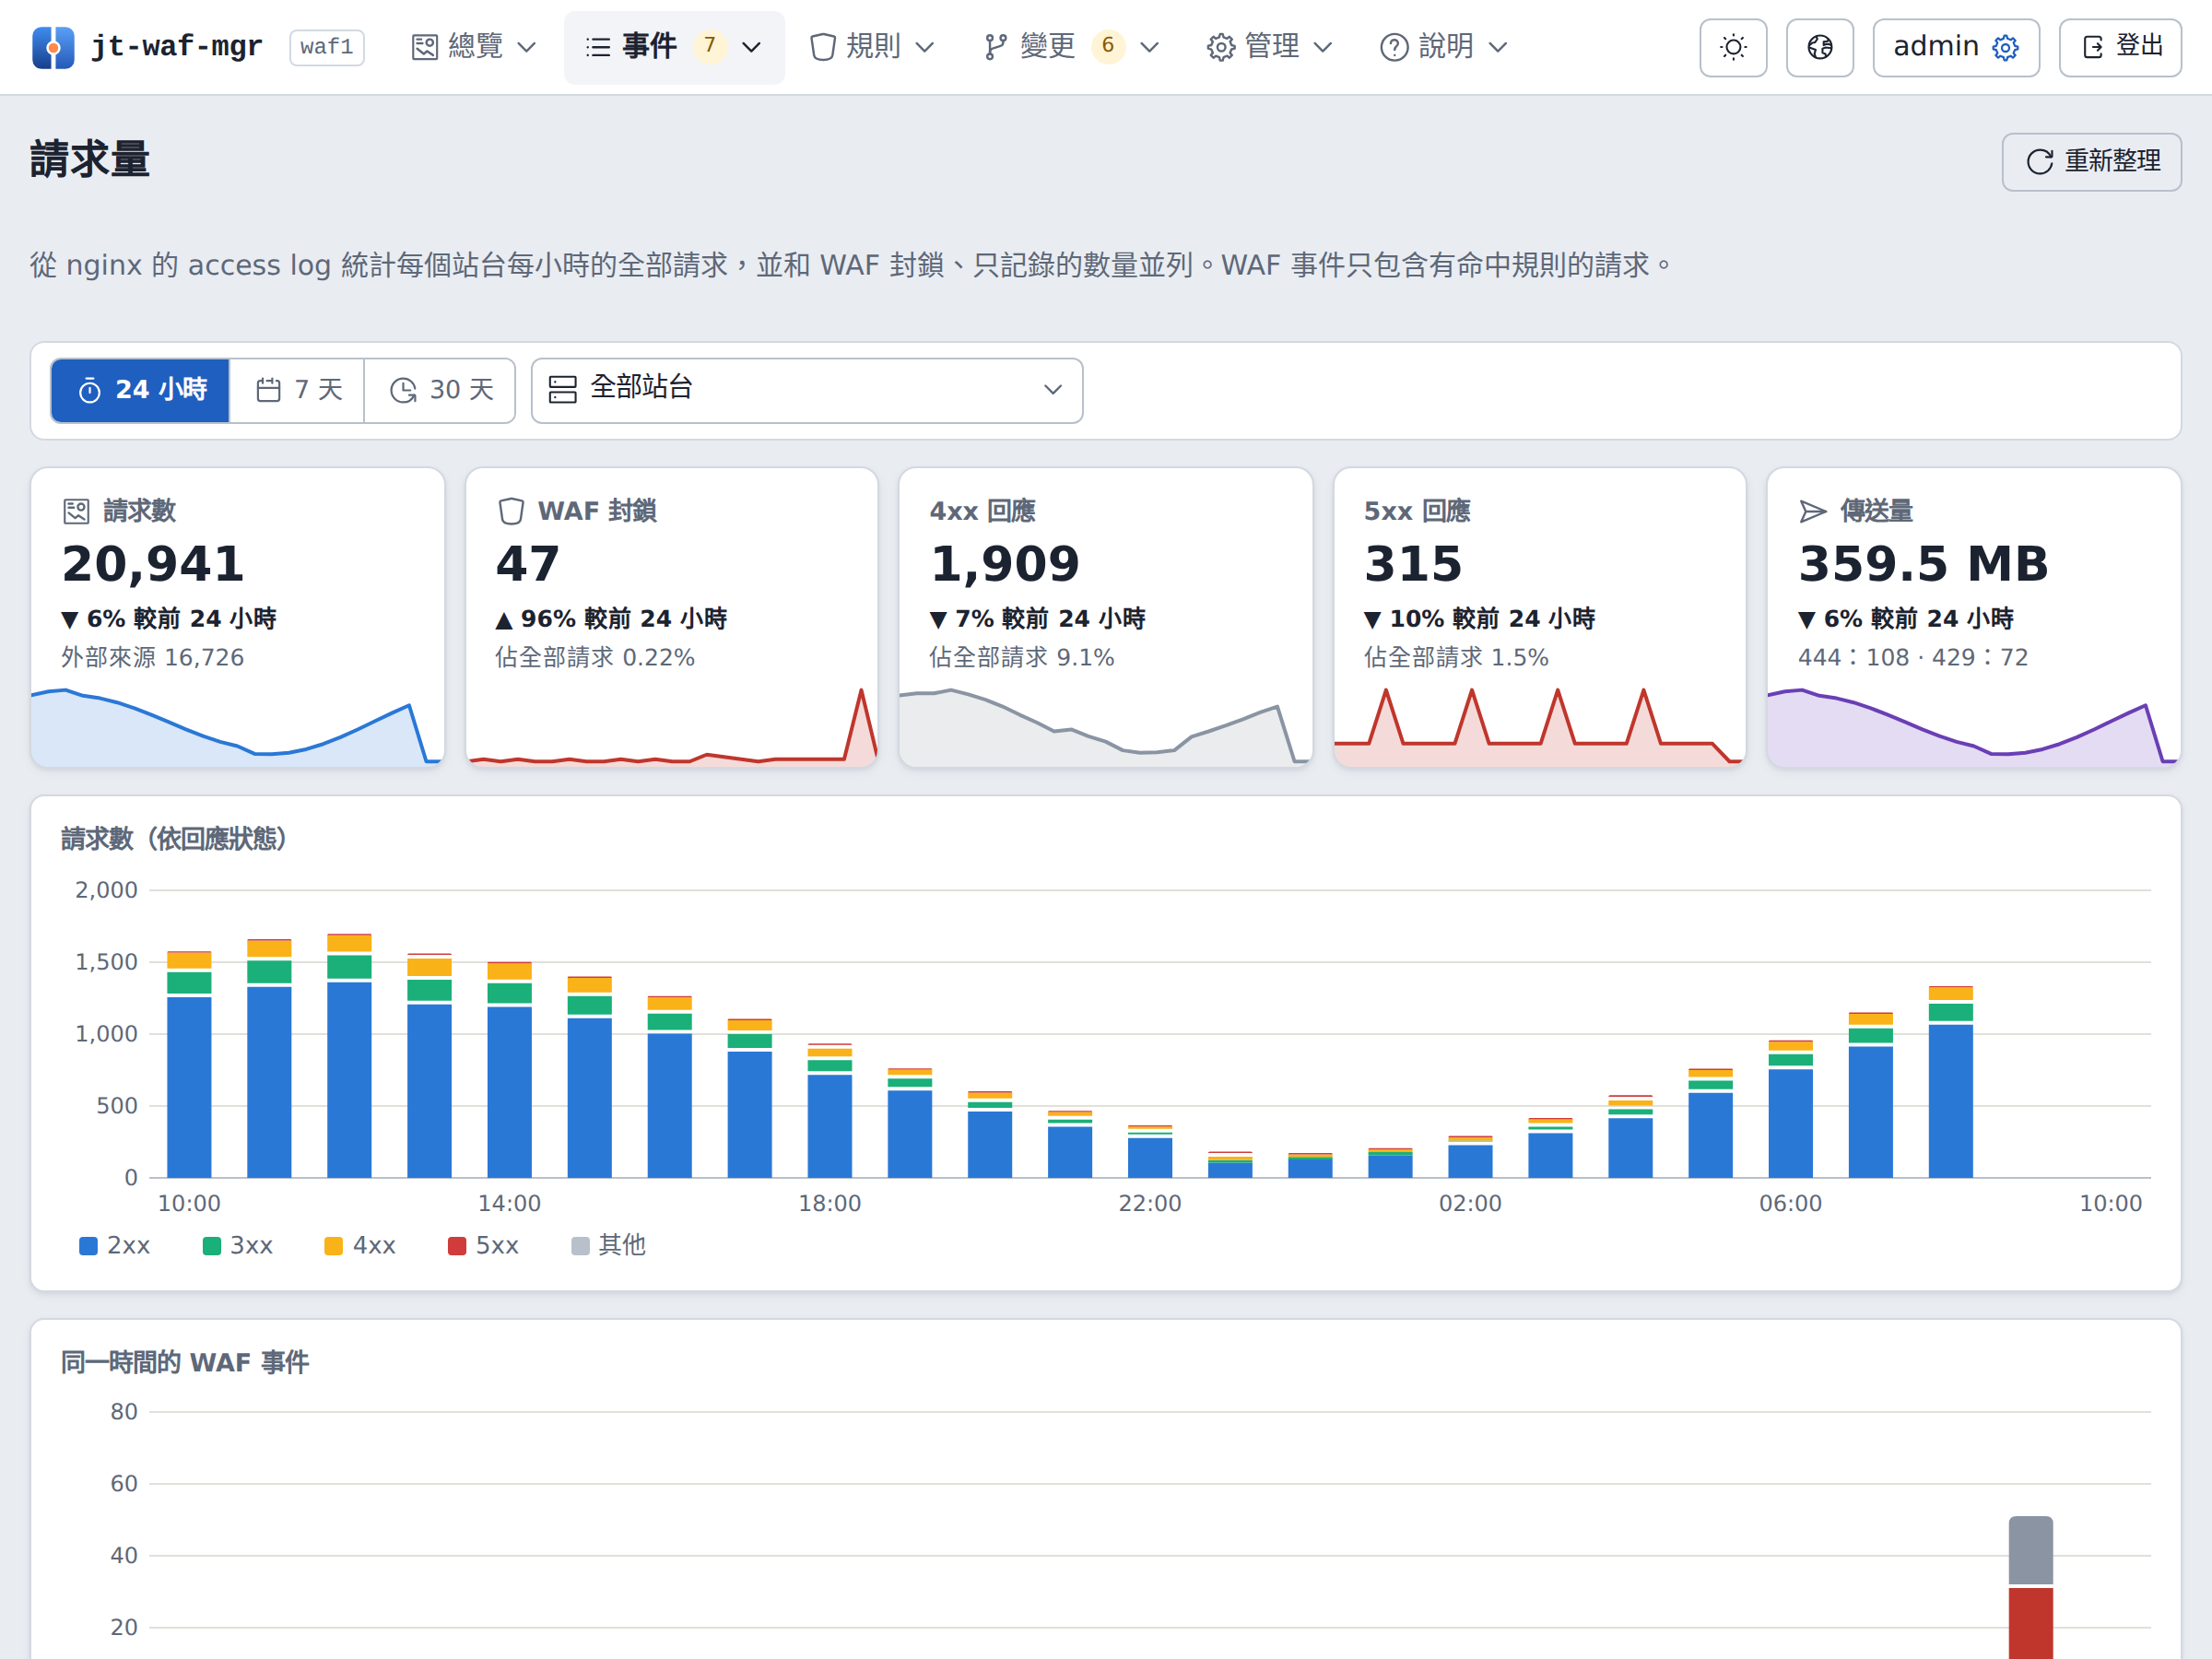 jt-waf-mgr waf1 總覽 事件 7 規則 變更 6 管理 說明 admin 登出
請求量
重新整理
從 nginx 的 access log 統計每個站台每小時的全部請求，並和 WAF 封鎖、只記錄的數量並列。WAF 事件只包含有命中規則的請求。
24 小時 7 天 30 天 全部站台
請求數
20,941
▼ 6% 較前 24 小時
外部來源 16,726
WAF 封鎖
47
▲ 96% 較前 24 小時
佔全部請求 0.22%
4xx 回應
1,909
▼ 7% 較前 24 小時
佔全部請求 9.1%
5xx 回應
315
▼ 10% 較前 24 小時
佔全部請求 1.5%
傳送量
359.5 MB
▼ 6% 較前 24 小時
444：108 · 429：72
請求數（依回應狀態）
2,000
1,500
1,000
500
0
10:00 14:00 18:00 22:00 02:00 06:00 10:00
2xx 3xx 4xx 5xx 其他
同一時間的 WAF 事件
80
60
40
20